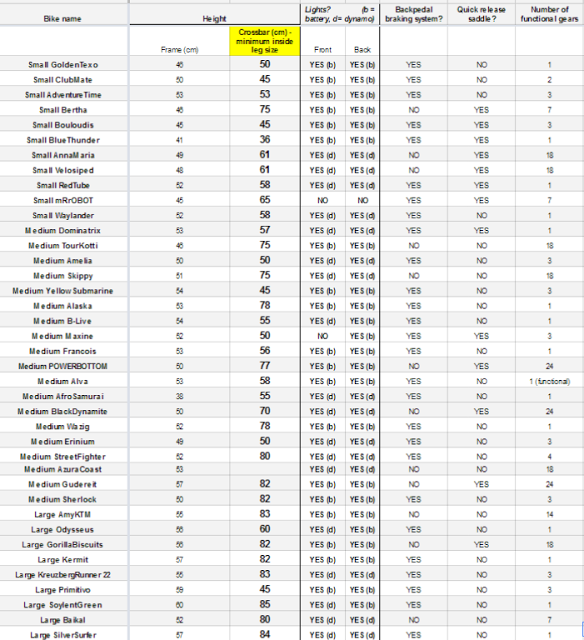 Bike name Height Lights? (b = battery, d= dynamo) Backpedal braking system? Quick release saddle? Number of functional gears
Frame (cm) Crossbar (cm) - minimum inside leg size Front Back
Small GoldenTexo 46 50 YES (b) YES (b) YES NO 1
Small ClubMate 50 45 YES (b) YES (b) YES NO 2
Small AdventureTime 53 53 YES (b) YES (b) YES NO 3
Small Bertha 46 75 YES (b) YES (b) NO YES 7
Small Bouloudis 45 45 YES (b) YES (b) YES YES 3
Small BlueThunder 41 36 YES (b) YES (b) YES YES 1
Small AnnaMaria 49 61 YES (d) YES (d) NO YES 18
Small Velosiped 48 61 YES (d) YES (d) NO YES 18
Small RedTube 52 58 YES (d) YES (d) YES YES 1
Small mRrOBOT 45 65 NO NO YES YES 7
Small Waylander 52 58 YES (d) YES (d) YES NO 1
Medium Dominatrix 53 57 YES (d) YES (d) YES YES 1
Medium TourKotti 46 75 YES (b) YES (b) NO NO 18
Medium Amelia 50 50 YES (d) YES (d) YES NO 3
Medium Skippy 51 75 YES (d) YES (d) NO NO 18
Medium YellowSubmarine 54 45 YES (b) YES (b) YES NO 3
Medium Alaska 53 78 YES (b) YES (b) YES NO 1
Medium B-Live 54 55 YES (d) YES (b) YES NO 1
Medium Maxine 52 50 NO YES (b) YES YES 3
Medium Francois 53 56 YES (b) YES (b) YES NO 1
Medium POWERBOTTOM 50 77 YES (b) YES (b) NO YES 24
Medium Alva 53 58 YES (b) YES (b) YES NO 1 (functional)
Medium AfroSamurai 38 55 YES (d) YES (d) YES NO 1
Medium BlackDynamite 50 70 YES (d) YES (d) NO YES 24
Medium Wazig 52 78 YES (b) YES (b) YES NO 1
Medium Erinium 49 50 YES (d) YES (d) YES NO 3
Medium StreetFighter 52 80 YES (d) YES (d) YES NO 4
Medium AzuraCoast 53 YES (d) YES (d) NO NO 18
Medium Gudereit 57 82 YES (b) YES (b) NO YES 24
Medium Sherlock 50 82 YES (b) YES (b) YES NO 3
Large AmyKTM 55 83 YES (b) YES (b) NO NO 14
Large Odysseus 56 60 YES (d) YES (b) YES NO 1
Large GorillaBiscuits 56 82 YES (b) YES (b) NO YES 18
Large Kermit 57 82 YES (b) YES (b) YES NO 1
Large KreuzbergRunner 22 55 83 YES (d) YES (d) YES NO 3
Large Primitivo 59 45 YES (b) YES (b) YES NO 3
Large SoylentGreen 60 85 YES (d) YES (b) YES NO 1
Large Baikal 52 80 YES (d) YES (d) NO NO 7
Large SilverSurfer 57 84 YES (d) YES (d) YES NO 1